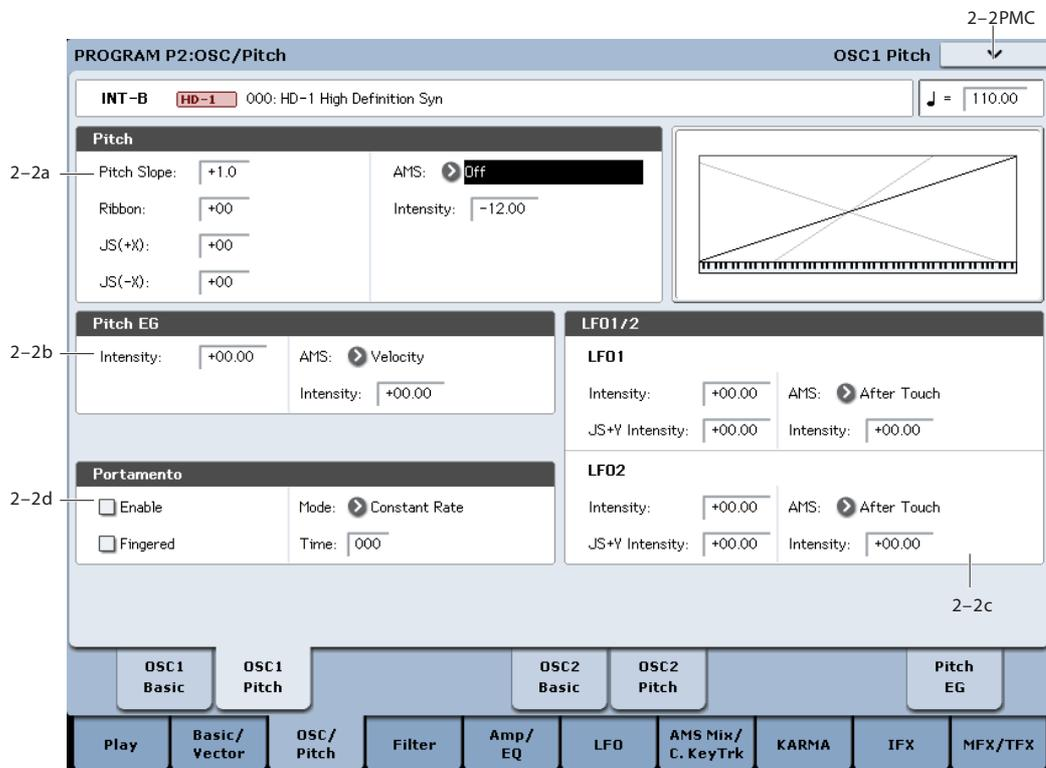 2–2PMC
PROGRAM P2:OSC/Pitch
OSC1 Pitch
INT-B HD-1 000: HD-1 High Definition Syn
♩ = 110.00
Pitch
2–2a
Pitch Slope: +1.0
AMS: Off
Ribbon: +00
Intensity: -12.00
JS(+X): +00
JS(-X): +00
Pitch EG
2–2b
Intensity: +00.00
AMS: Velocity
Intensity: +00.00
LFO1/2
LFO1
Intensity: +00.00
AMS: After Touch
JS+Y Intensity: +00.00
Intensity: +00.00
Portamento
2–2d
Enable
Mode: Constant Rate
Fingered
Time: 000
LFO2
Intensity: +00.00
AMS: After Touch
JS+Y Intensity: +00.00
Intensity: +00.00
2–2c
OSC1
Basic
OSC1
Pitch
OSC2
Basic
OSC2
Pitch
Pitch
EG
Play
Basic/
Vector
OSC/
Pitch
Filter
Amp/
EQ
LFO
AMS Mix/
C. KeyTrk
KARMA
IFX
MFX/TFX